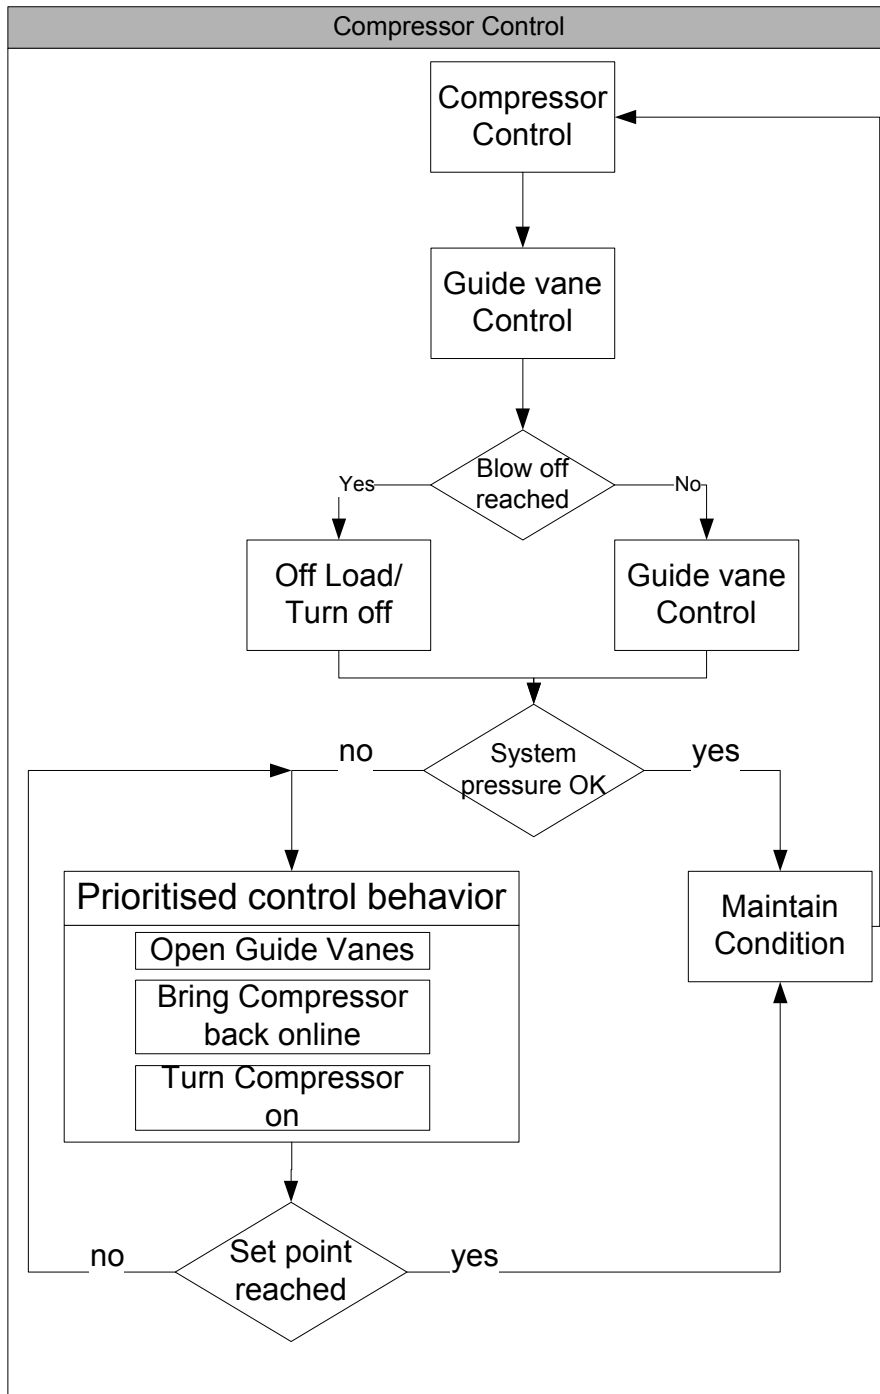 Compressor Control
Compressor
Control
Guide vane
Control
Blow off
reached
Yes
No
Off Load/
Turn off
Guide vane
Control
System
pressure OK
no
yes
Prioritised control behavior
Open Guide Vanes
Bring Compressor
back online
Turn Compressor
on
Maintain
Condition
Set point
reached
no
yes